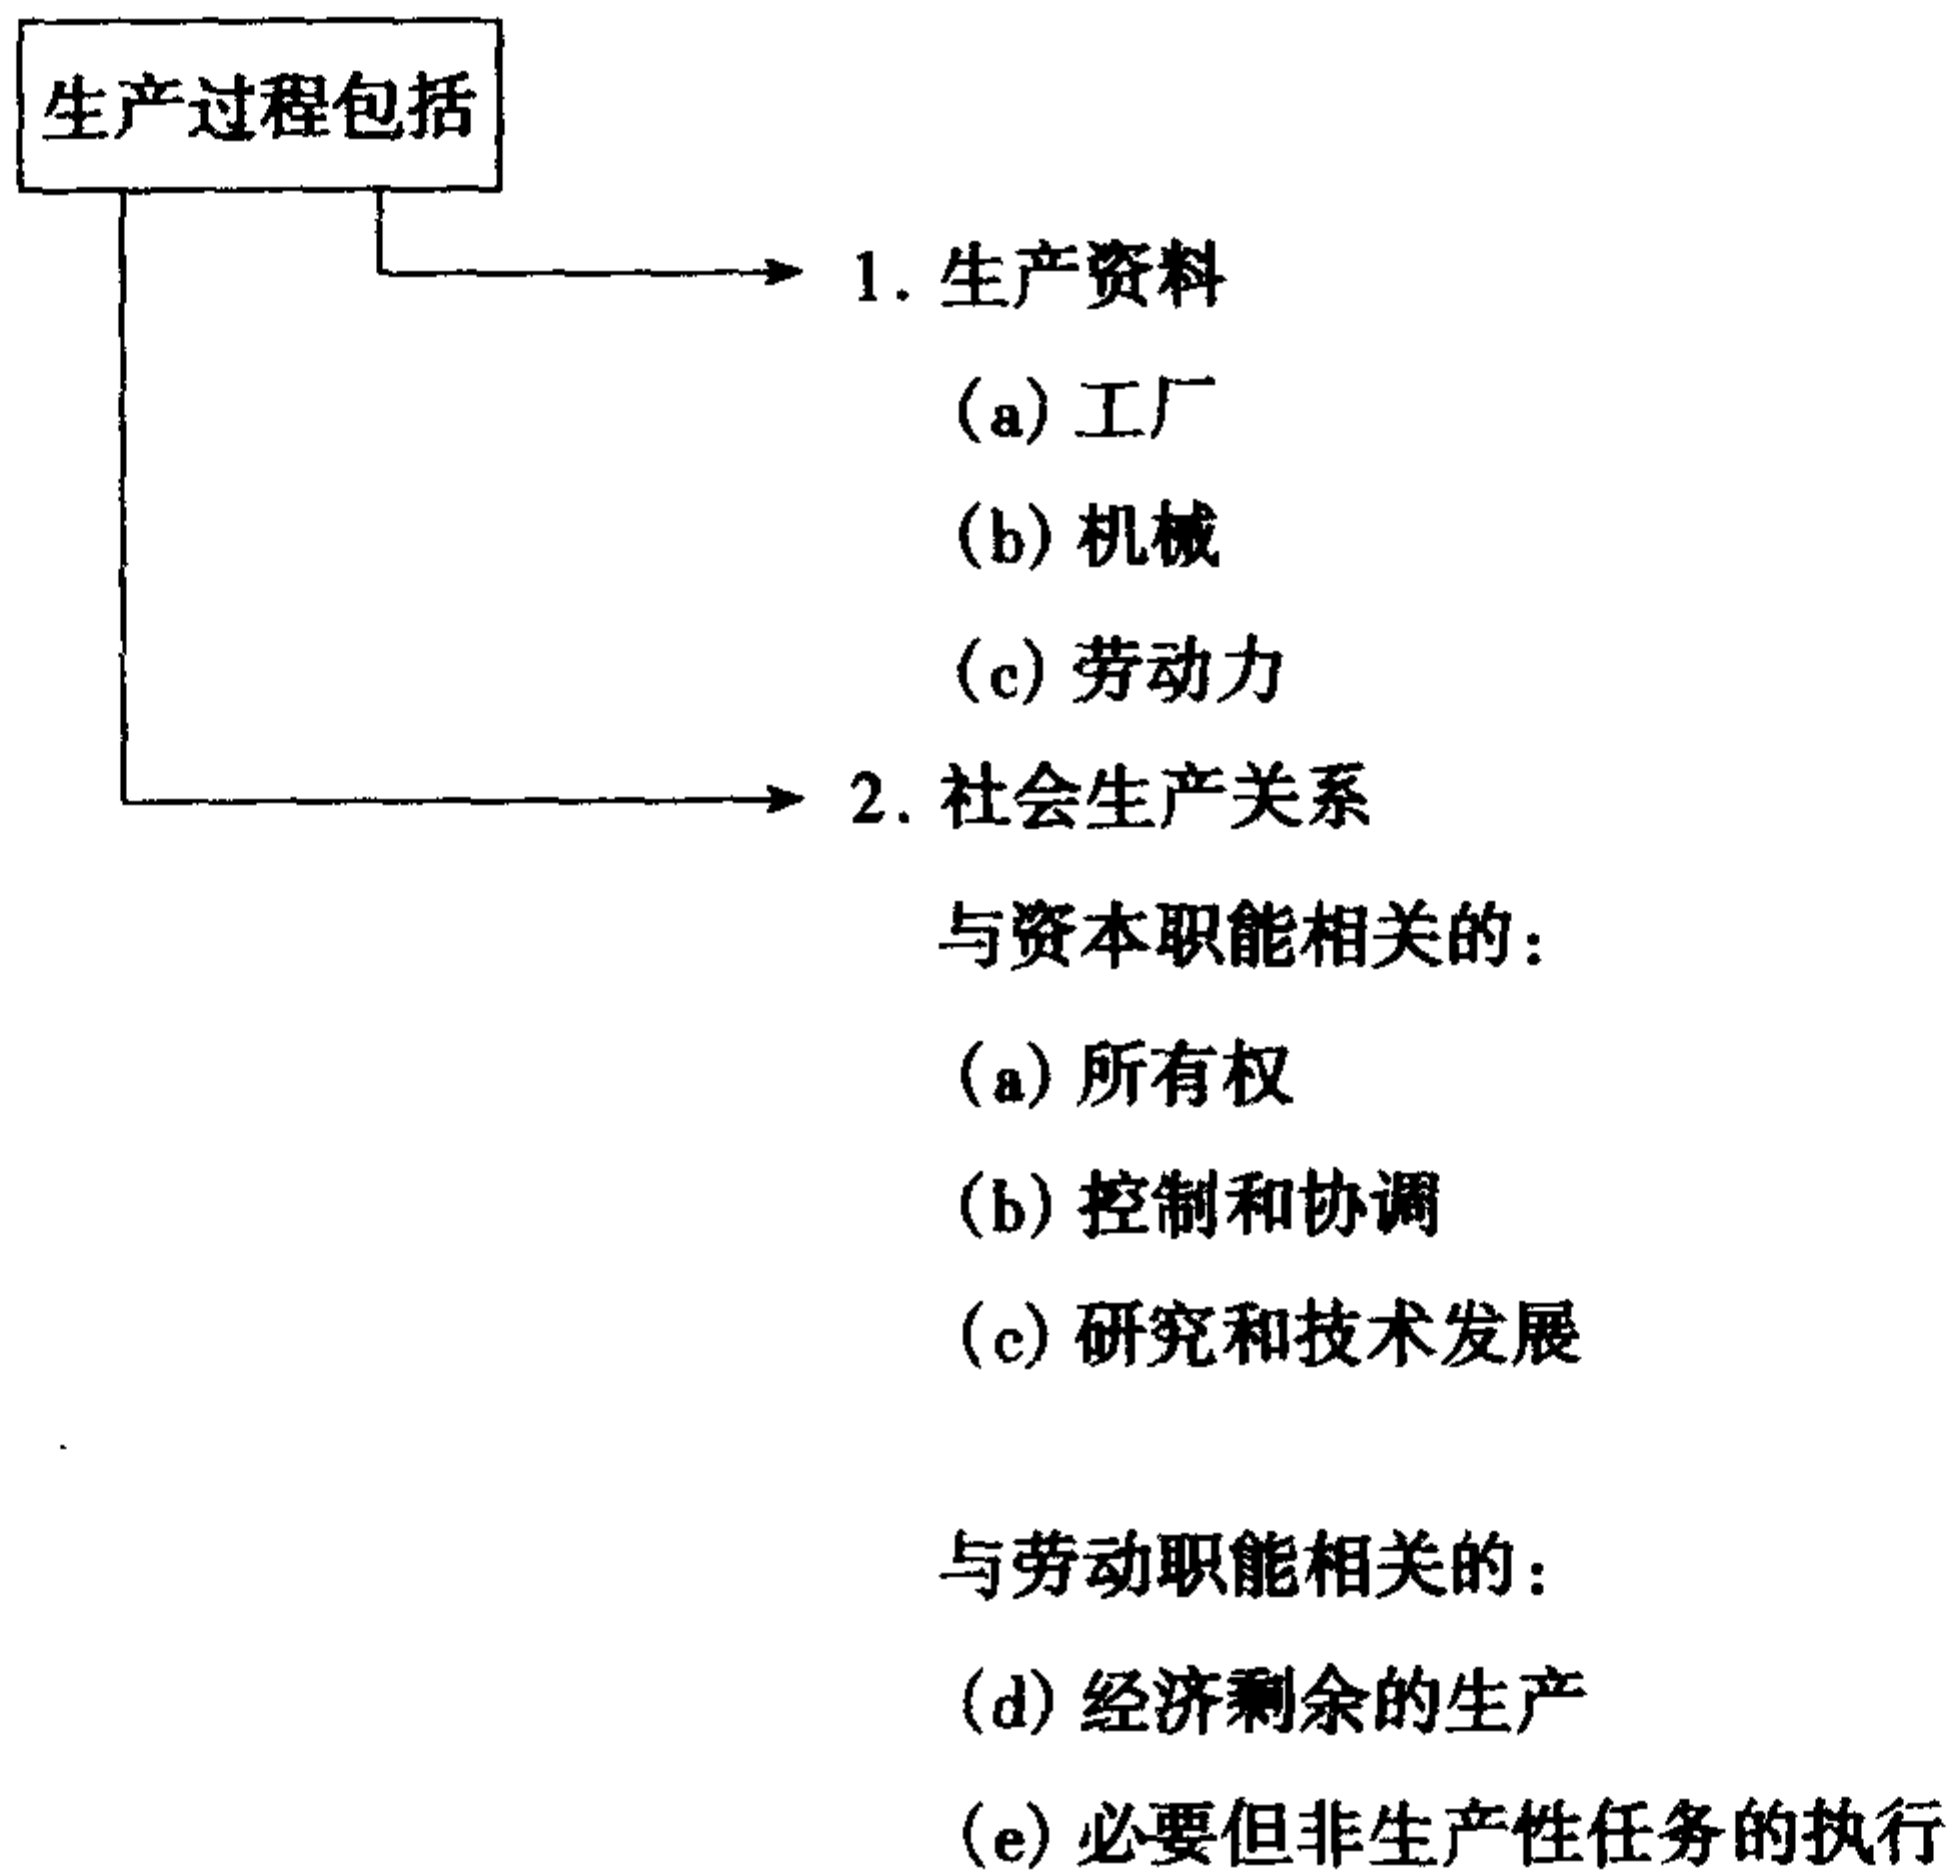 生产过程包括
1. 生产资料
(a) 工厂
(b) 机械
(c) 劳动力
2. 社会生产关系
与资本职能相关的:
(a) 所有权
(b) 控制和协调
(c) 研究和技术发展
与劳动职能相关的:
(d) 经济剩余的生产
(e) 必要但非生产性任务的执行